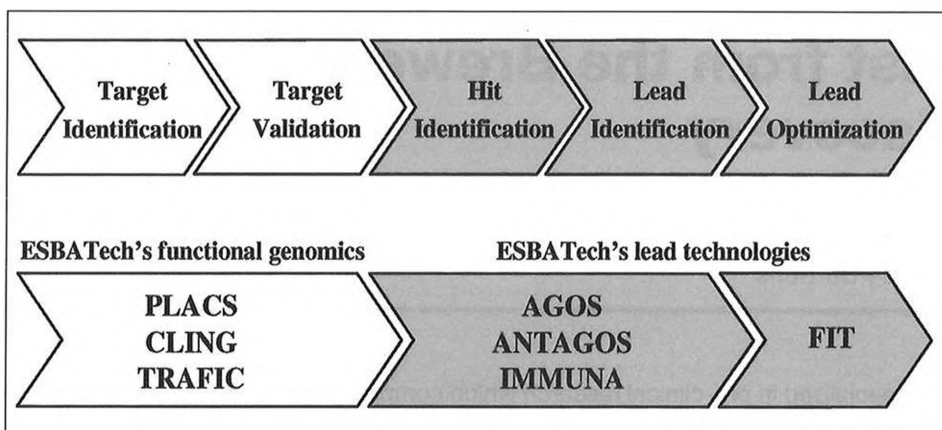 Target
Identification
Target
Validation
Hit
Identification
Lead
Identification
Lead
Optimization
ESBATech's functional genomics
ESBATech's lead technologies
PLACS
CLING
TRAFIC
AGOS
ANTAGOS
IMMUNA
FIT